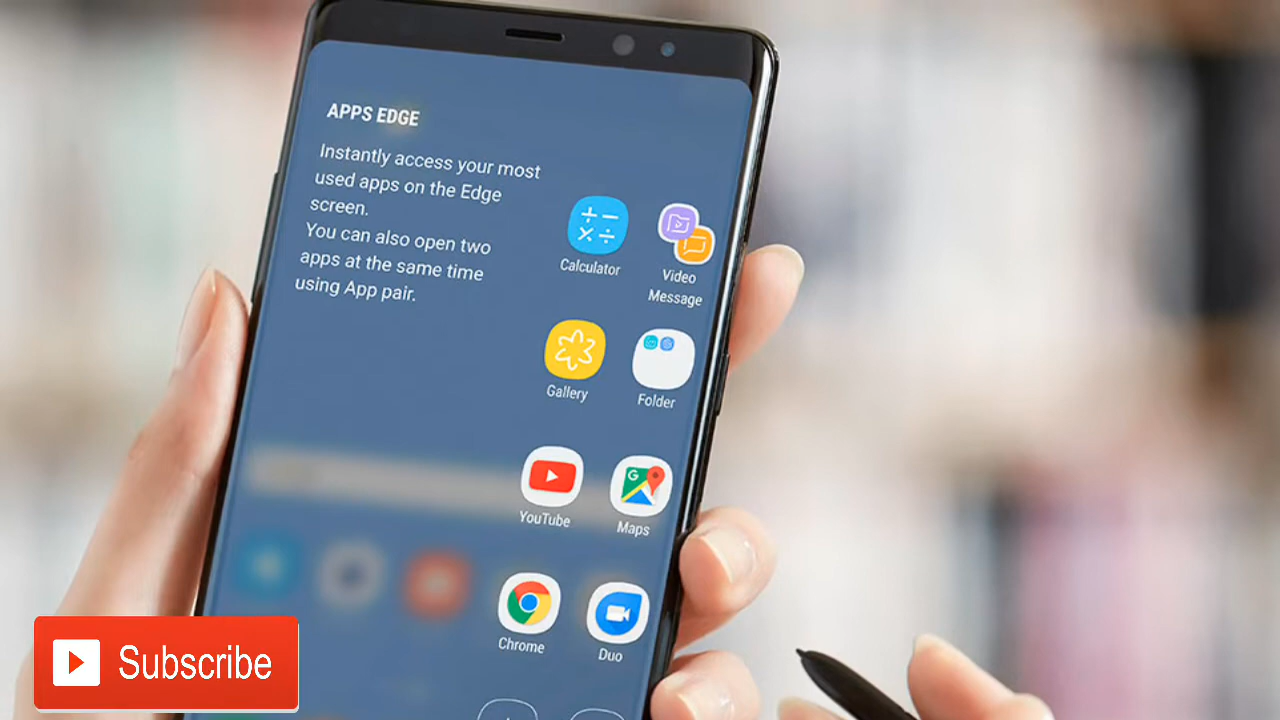 APPS EDGE
Instantly access your most
used apps on the Edge
screen.
You can also open two
apps at the same time
using App pair.
Calculator
Video
Message
Gallery
Folder
G
YouTube
Maps
Chrome
Duo
Subscribe